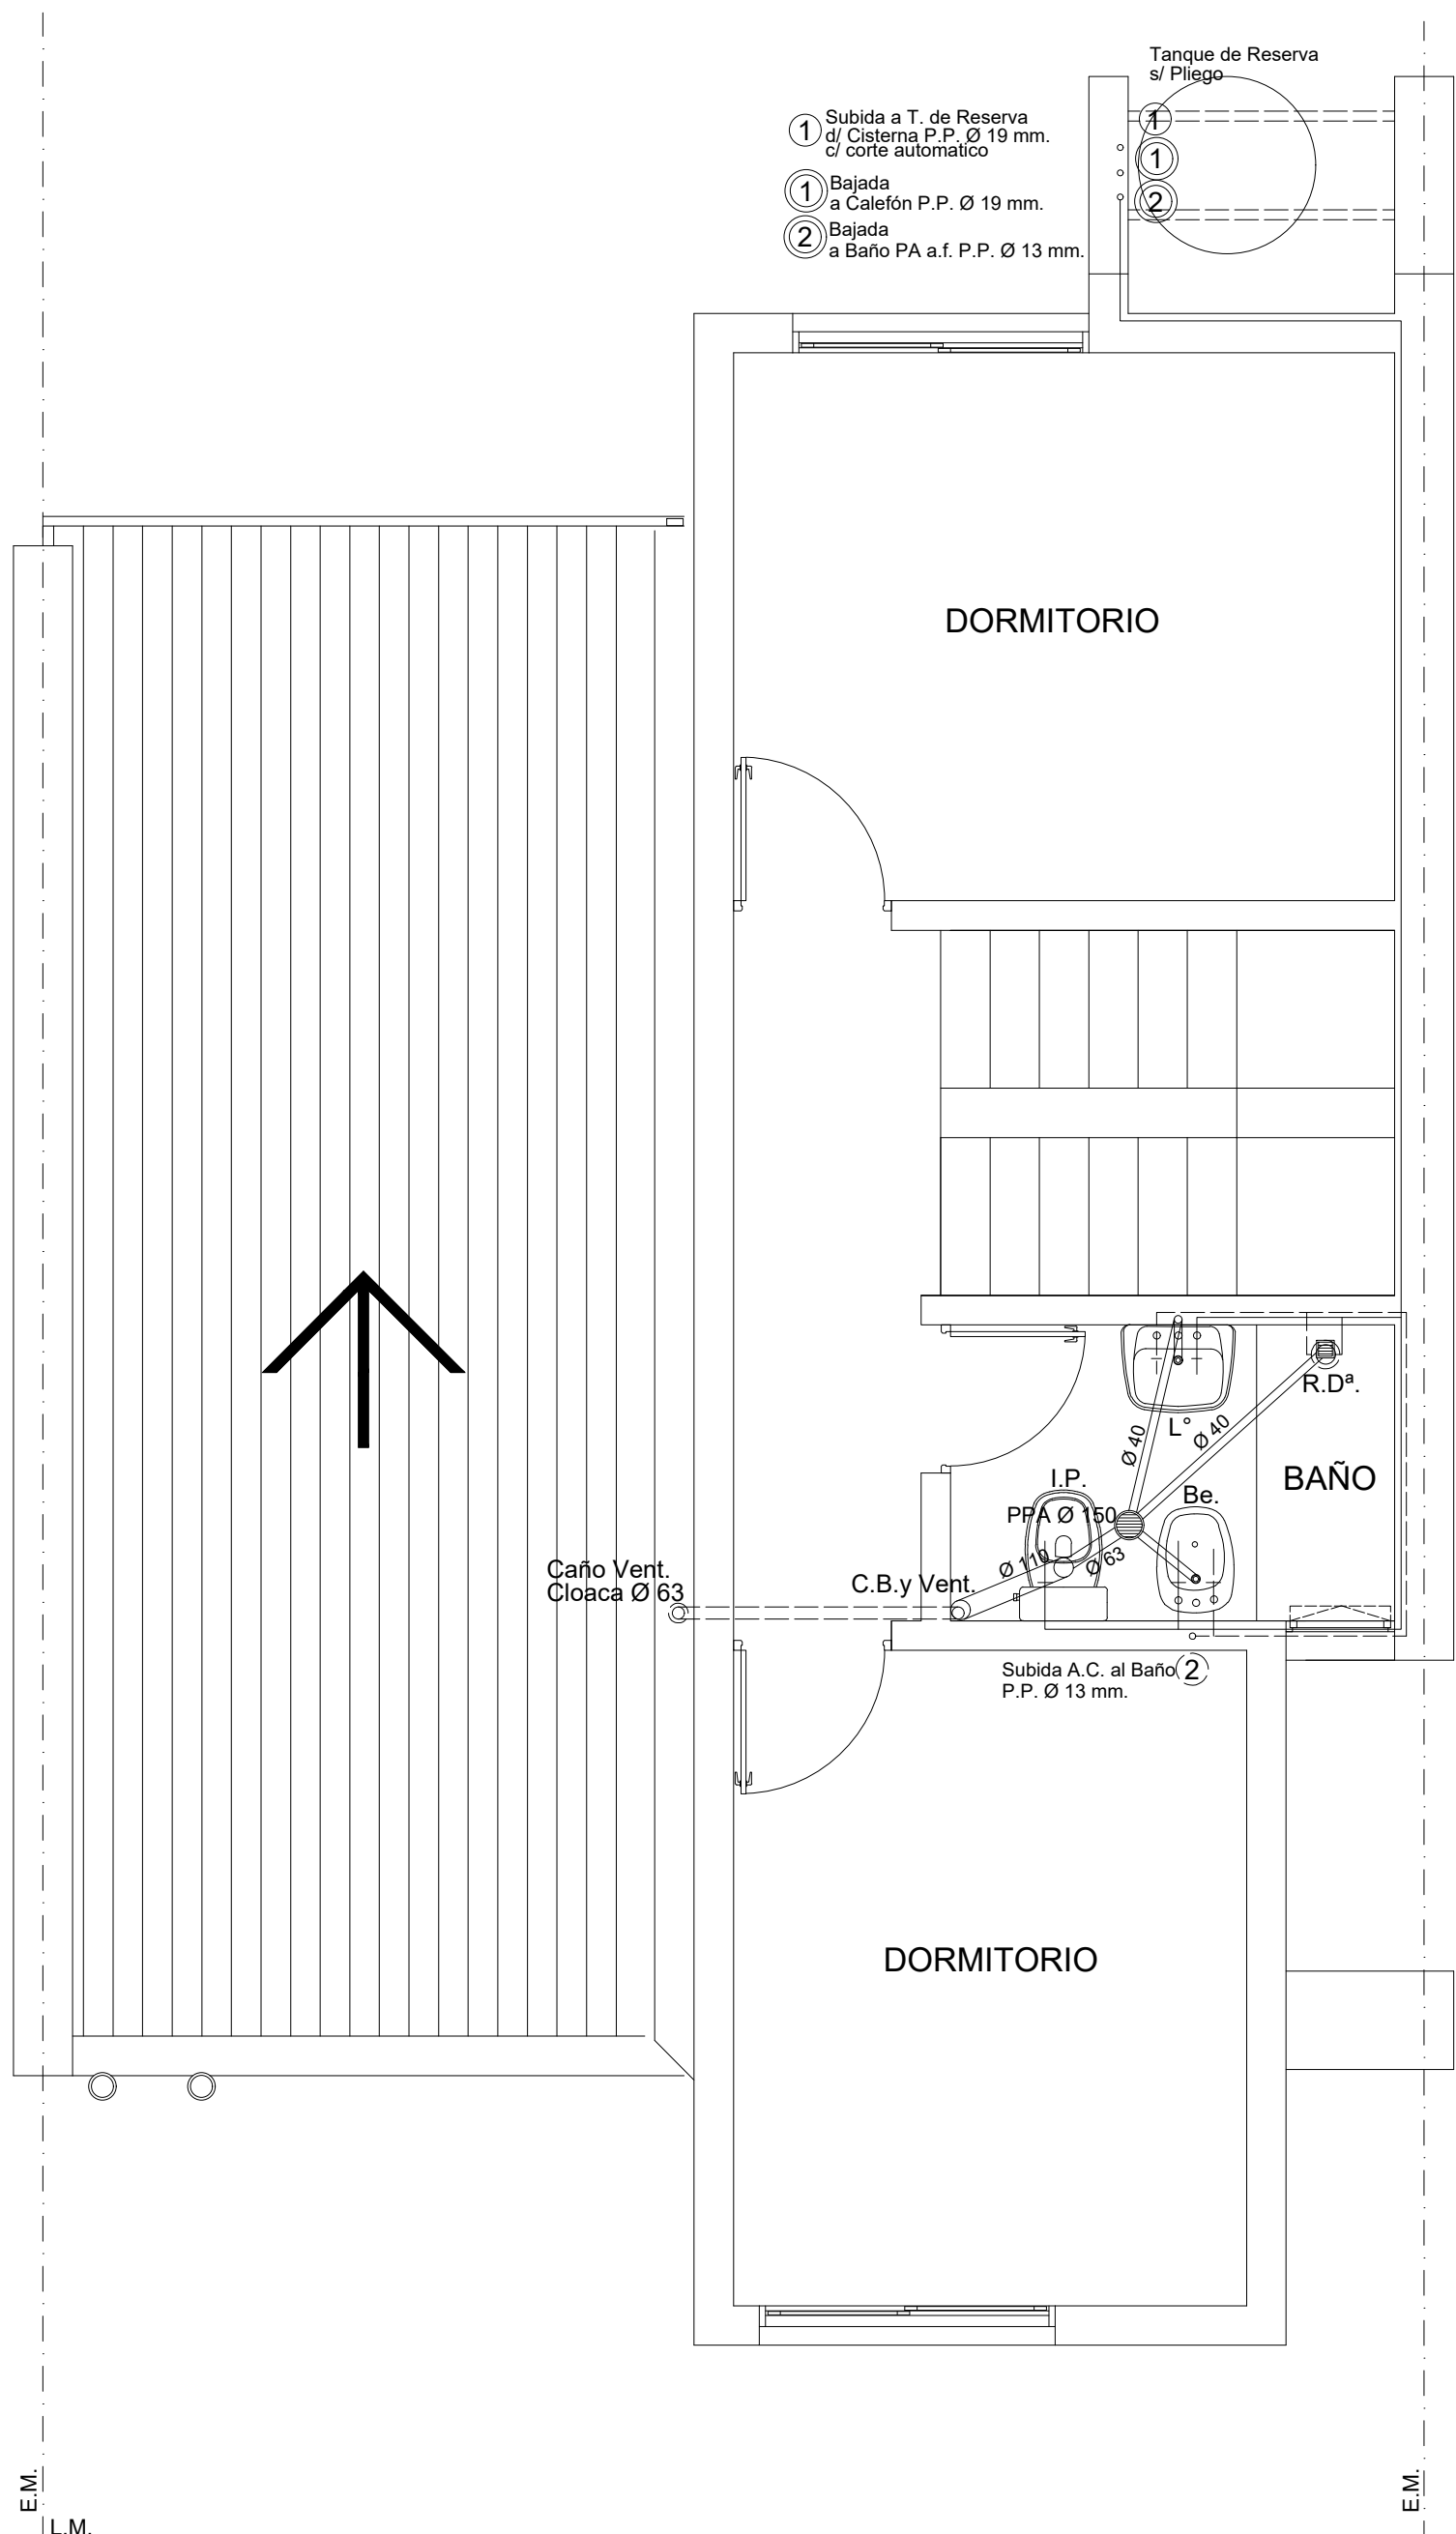 Tanque de Reserva
s/ Pliego
1
Subida a T. de Reserva
d/ Cisterna P.P. Ø 19 mm.
c/ corte automatico
1
Bajada
a Calefón P.P. Ø 19 mm.
2
Bajada
a Baño PA a.f. P.P. Ø 13 mm.
1
1
2
DORMITORIO
R.Dª.
L°
Ø 40
Ø 40
BAÑO
I.P.
Be.
PPA Ø 150
Ø 110
Ø 63
Caño Vent.
Cloaca Ø 63
C.B.y Vent.
Subida A.C. al Baño
P.P. Ø 13 mm.
2
DORMITORIO
E.M.
E.M.
L.M.